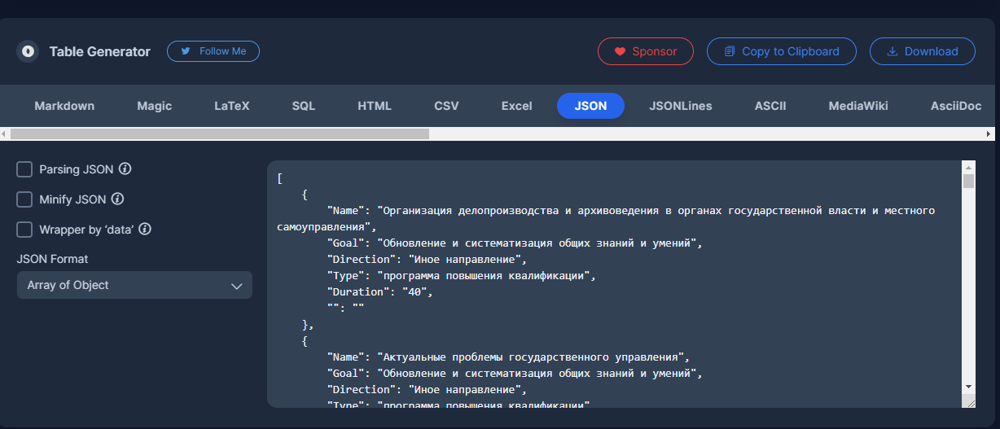 Table Generator
Follow Me
Sponsor
Copy to Clipboard
Download
Markdown
Magic
LaTeX
SQL
HTML
CSV
Excel
JSON
JSONLines
ASCII
MediaWiki
AsciiDoc
Parsing JSON
Minify JSON
Wrapper by ‘data’
JSON Format
Array of Object
[
{
"Name": "Организация делопроизводства и архивоведения в органах государственной власти и местного
самоуправления",
"Goal": "Обновление и систематизация общих знаний и умений",
"Direction": "Иное направление",
"Type": "программа повышения квалификации",
"Duration": "40",
"": ""
},
{
"Name": "Актуальные проблемы государственного управления",
"Goal": "Обновление и систематизация общих знаний и умений",
"Direction": "Иное направление",
"Type": "программа повышения квалификации"